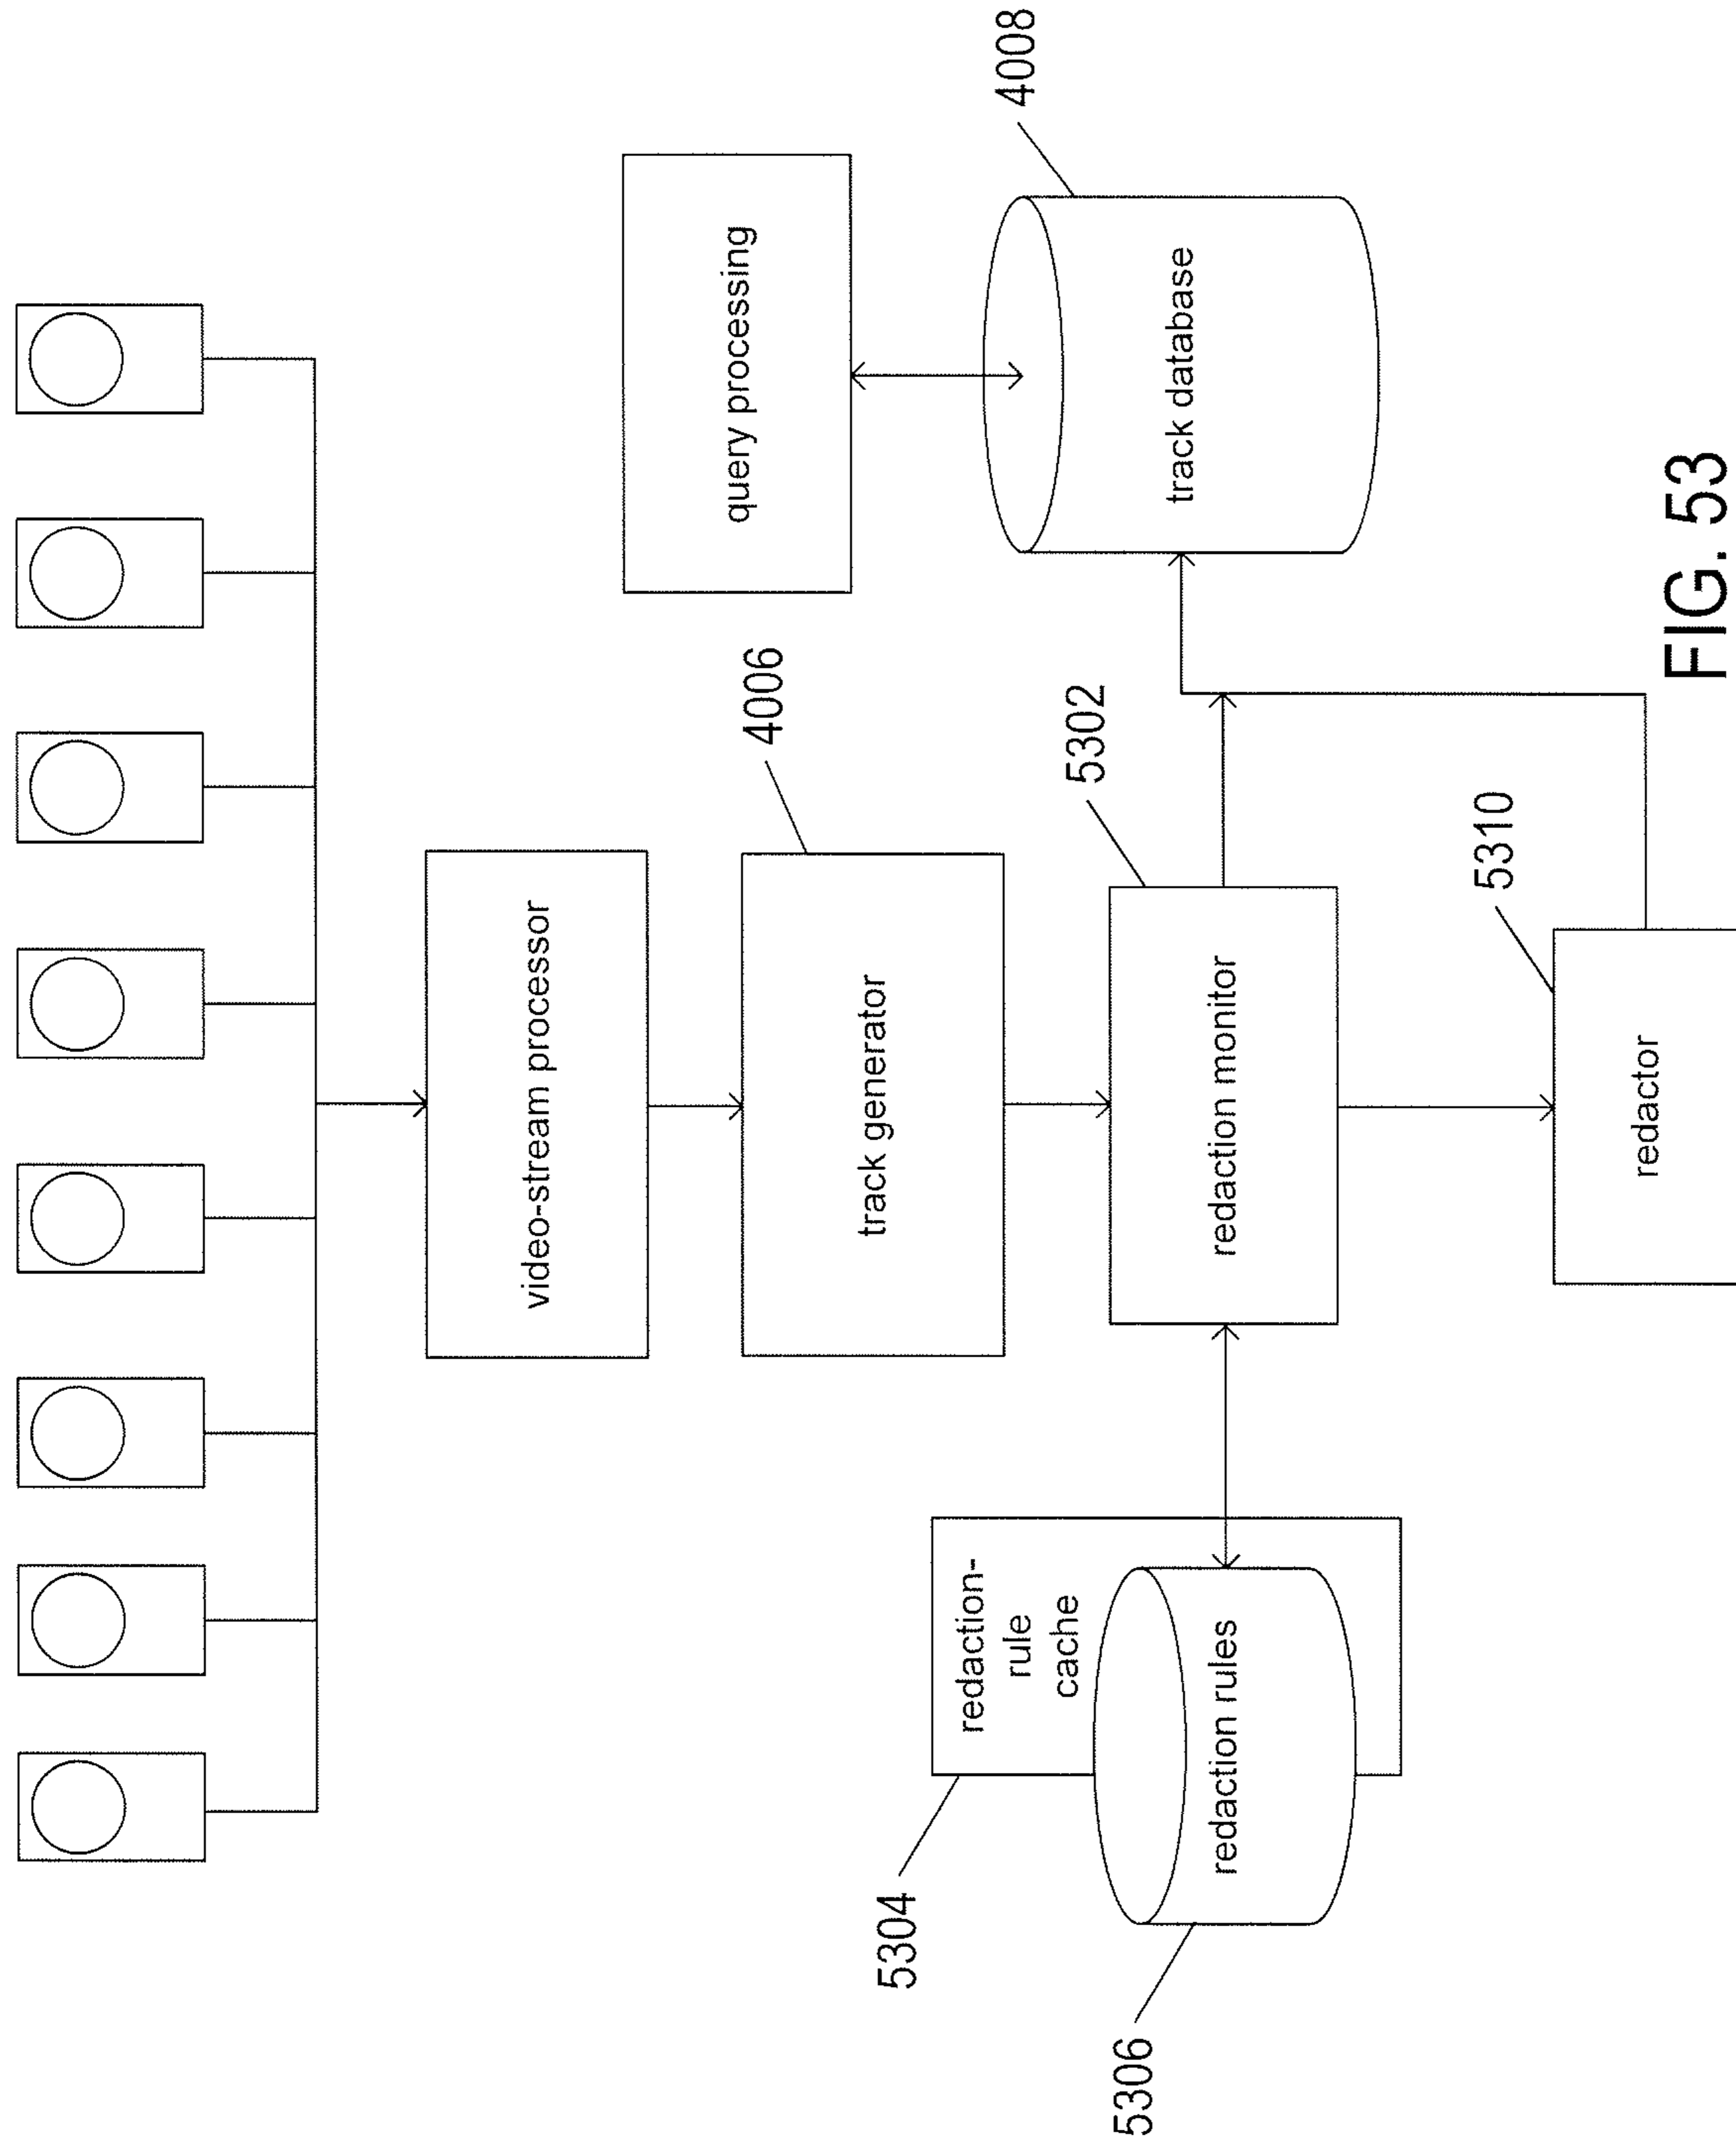 video-stream processor
4006
track generator
query processing
4008
track database
5302
redaction monitor
5304
redaction-
rule
cache
5306
redaction rules
5310
redactor
FIG. 53